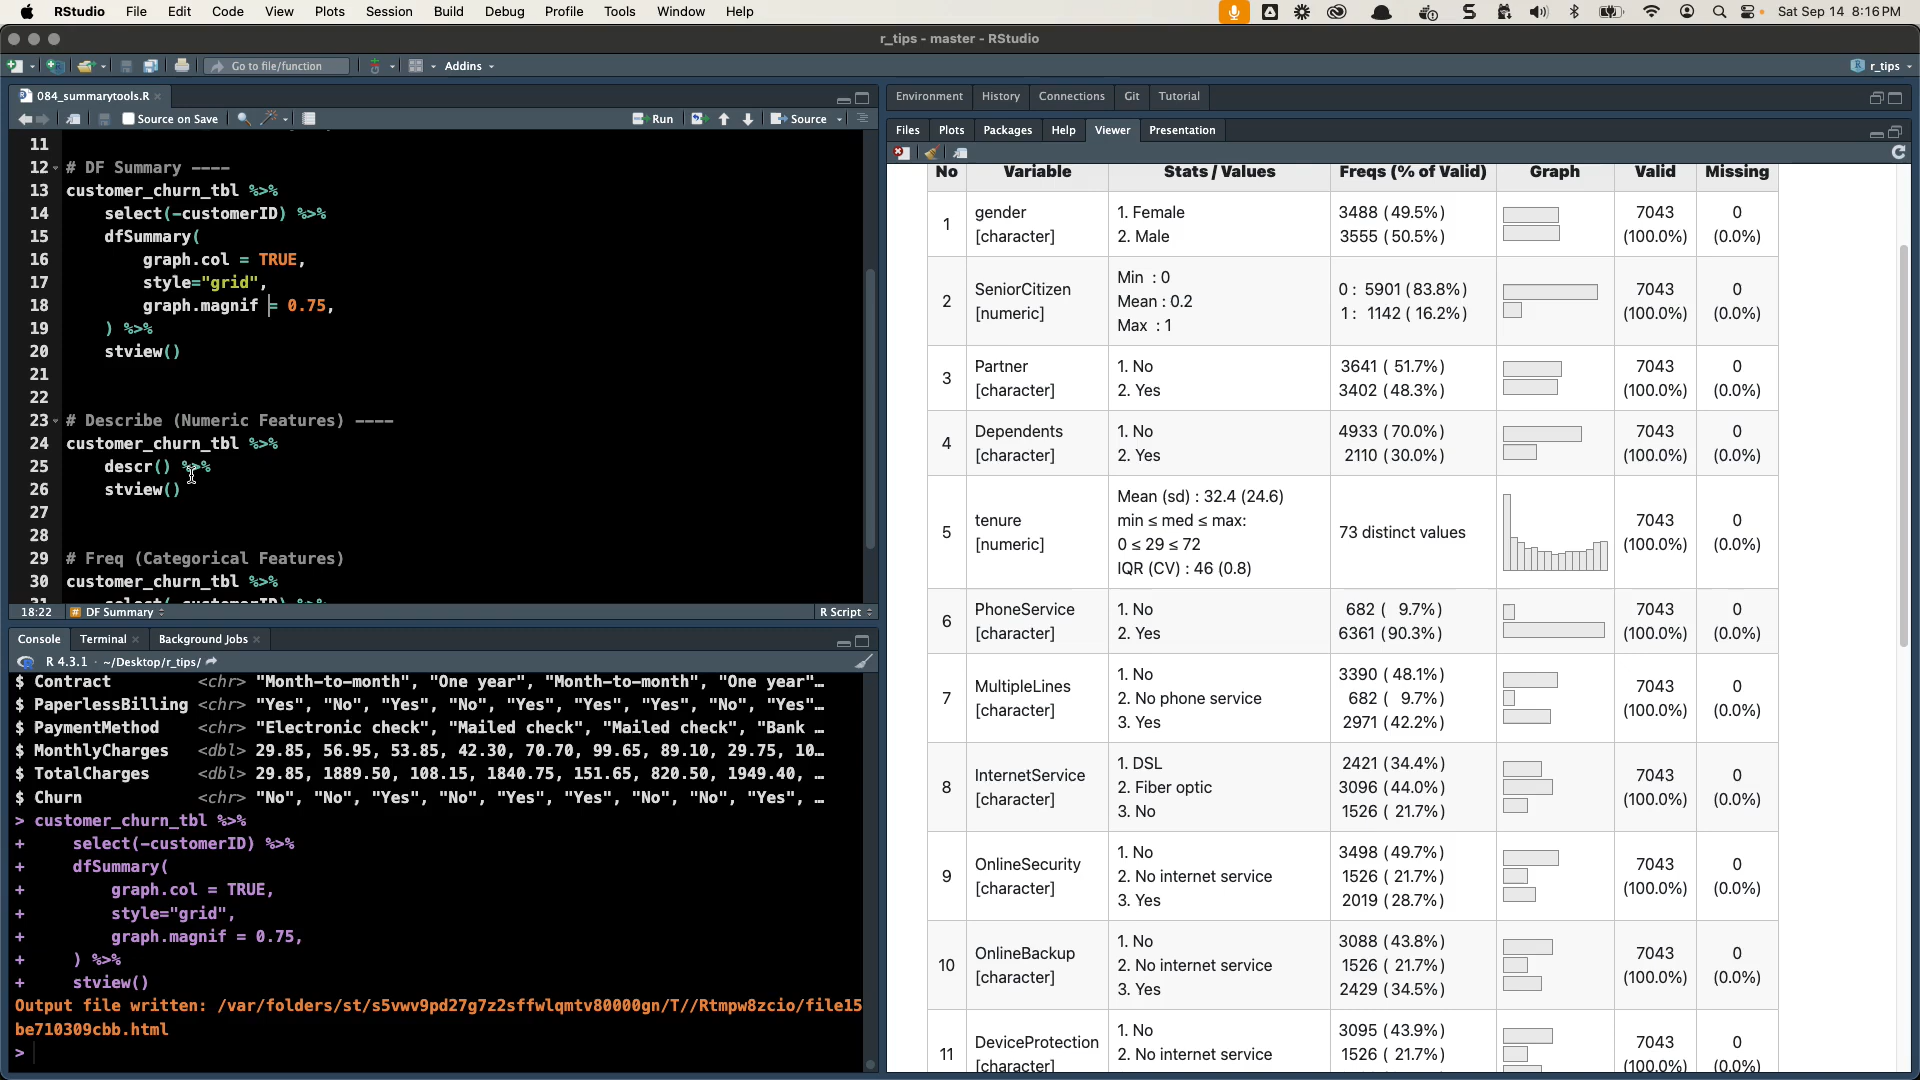 RStudio File Edit Code View Plots Session Build Debug Profile Tools Window Help Sat Sep 14 8:16 PM
r_tips - master - RStudio
Go to file/function Addins r_tips
084_summarytools.R
Source on Save Run Source
11
12 # DF Summary ----
13 customer_churn_tbl %>%
14 select(-customerID) %>%
15 dfSummary(
16 graph.col = TRUE,
17 style="grid",
18 graph.magnif = 0.75,
19 ) %>%
20 stview()
21
22
23 # Describe (Numeric Features) ----
24 customer_churn_tbl %>%
25 descr() %>%
26 stview()
27
28
29 # Freq (Categorical Features)
30 customer_churn_tbl %>%
31 select(-customerID) %>%
18:22 DF Summary R Script
Console Terminal Background Jobs
R 4.3.1 · ~/Desktop/r_tips/
$ Contract <chr> "Month-to-month", "One year", "Month-to-month", "One year"…
$ PaperlessBilling <chr> "Yes", "No", "Yes", "No", "Yes", "Yes", "Yes", "No", "Yes"…
$ PaymentMethod <chr> "Electronic check", "Mailed check", "Mailed check", "Bank …
$ MonthlyCharges <dbl> 29.85, 56.95, 53.85, 42.30, 70.70, 99.65, 89.10, 29.75, 10…
$ TotalCharges <dbl> 29.85, 1889.50, 108.15, 1840.75, 151.65, 820.50, 1949.40, …
$ Churn <chr> "No", "No", "Yes", "No", "Yes", "Yes", "No", "No", "Yes", …
> customer_churn_tbl %>%
+ select(-customerID) %>%
+ dfSummary(
+ graph.col = TRUE,
+ style="grid",
+ graph.magnif = 0.75,
+ ) %>%
+ stview()
Output file written: /var/folders/st/s5vwv9pd27g7z2sffwlqmtv80000gn/T//Rtmpw8zcio/file15
be710309cbb.html
>
Environment History Connections Git Tutorial
Files Plots Packages Help Viewer Presentation
No Variable Stats / Values Freqs (% of Valid) Graph Valid Missing
1 gender [character] 1. Female 3488 (49.5%) 7043 0
2. Male 3555 (50.5%) (100.0%) (0.0%)
2 SeniorCitizen [numeric] Min : 0
Mean : 0.2 0 : 5901 (83.8%) 7043 0
Max : 1 1 : 1142 (16.2%) (100.0%) (0.0%)
3 Partner [character] 1. No 3641 (51.7%) 7043 0
2. Yes 3402 (48.3%) (100.0%) (0.0%)
4 Dependents [character] 1. No 4933 (70.0%) 7043 0
2. Yes 2110 (30.0%) (100.0%) (0.0%)
5 tenure [numeric] Mean (sd) : 32.4 (24.6)
min ≤ med ≤ max: 73 distinct values 7043 0
0 ≤ 29 ≤ 72 (100.0%) (0.0%)
IQR (CV) : 46 (0.8)
6 PhoneService [character] 1. No 682 ( 9.7%) 7043 0
2. Yes 6361 (90.3%) (100.0%) (0.0%)
7 MultipleLines [character] 1. No 3390 (48.1%) 7043 0
2. No phone service 682 ( 9.7%) (100.0%) (0.0%)
3. Yes 2971 (42.2%)
8 InternetService [character] 1. DSL 2421 (34.4%) 7043 0
2. Fiber optic 3096 (44.0%) (100.0%) (0.0%)
3. No 1526 (21.7%)
9 OnlineSecurity [character] 1. No 3498 (49.7%) 7043 0
2. No internet service 1526 (21.7%) (100.0%) (0.0%)
3. Yes 2019 (28.7%)
10 OnlineBackup [character] 1. No 3088 (43.8%) 7043 0
2. No internet service 1526 (21.7%) (100.0%) (0.0%)
3. Yes 2429 (34.5%)
11 DeviceProtection [character] 1. No 3095 (43.9%) 7043 0
2. No internet service 1526 (21.7%) (100.0%) (0.0%)